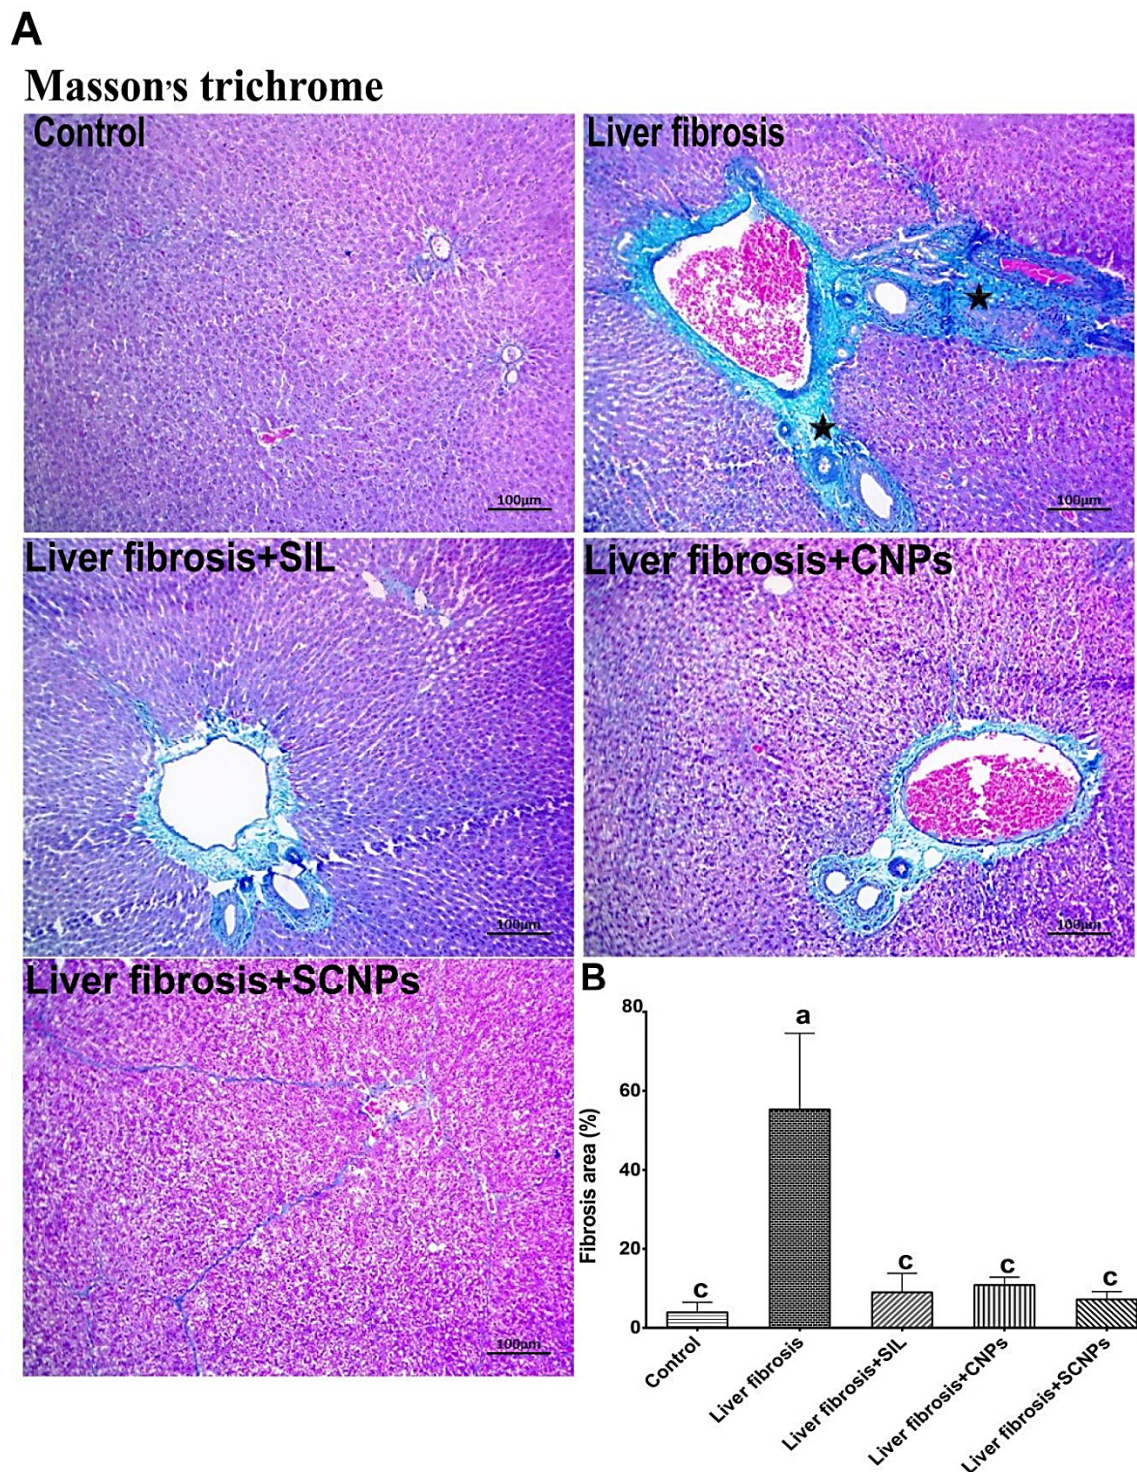 A
Masson's trichrome
Control
Liver fibrosis
100µm
100µm
Liver fibrosis+SIL
Liver fibrosis+CNPs
100µm
100µm
Liver fibrosis+SCNPs
100µm
B
80
60
40
20
0
Fibrosis area (%)
a
c
c
c
c
Control
Liver fibrosis
Liver fibrosis+SIL
Liver fibrosis+CNPs
Liver fibrosis+SCNPs